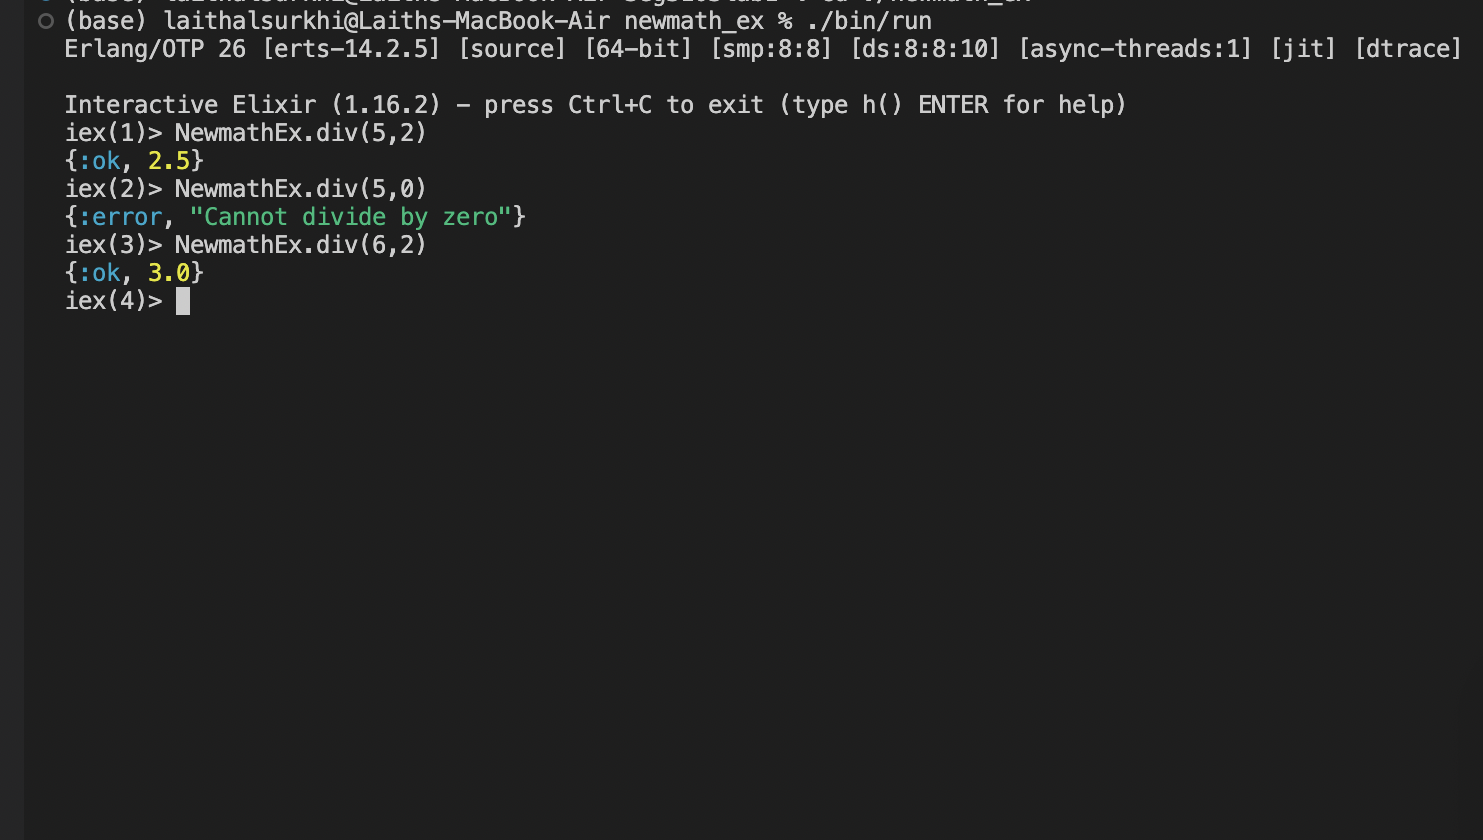 (base) laithalsurkhi@Laiths-MacBook-Air newmath_ex % ./bin/run
Erlang/OTP 26 [erts-14.2.5] [source] [64-bit] [smp:8:8] [ds:8:8:10] [async-threads:1] [jit] [dtrace]
Interactive Elixir (1.16.2) - press Ctrl+C to exit (type h() ENTER for help)
iex(1)> NewmathEx.div(5,2)
{:ok, 2.5}
iex(2)> NewmathEx.div(5,0)
{:error, "Cannot divide by zero"}
iex(3)> NewmathEx.div(6,2)
{:ok, 3.0}
iex(4)>